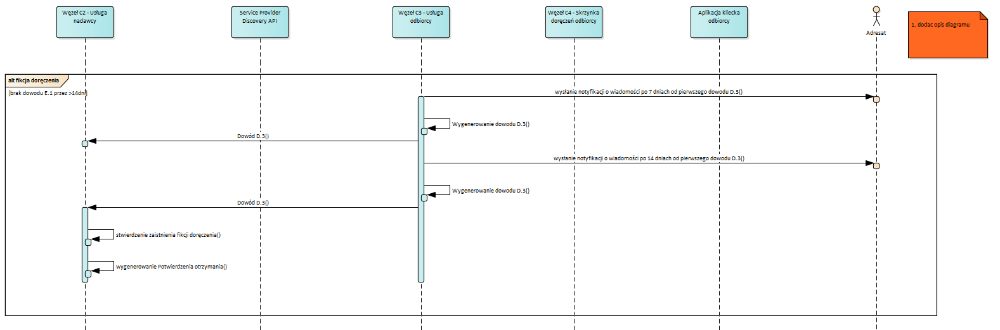 Węzeł C2 - Usługa
nadawcy
Service Provider
Discovery API
Węzeł C3 - Usługa
odbiorcy
Węzeł C4 - Skrzynka
doręczeń odbiorcy
Aplikacja kliecka
odbiorcy
Adresat
1. dodac opis diagramu
alt fikcja doręczenia
[brak dowodu E.1 przez >14dni]
wysłanie notyfikacji o wiadomości po 7 dniach od pierwszego dowodu D.3()
Wygenerowanie dowodu D.3()
Dowód D.3()
wysłanie notyfikacji o wiadomości po 14 dniach od pierwszego dowodu D.3()
Wygenerowanie dowodu D.3()
Dowód D.3()
stwierdzenie zaistnienia fikcji doręczenia()
wygenerowanie Potwierdzenia otrzymania()